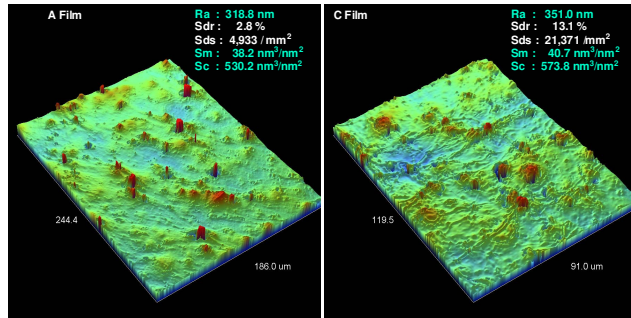 A Film
Ra : 318.8 nm
Sdr : 2.8 %
Sds : 4,933 / mm²
Sm : 38.2 nm³/nm²
Sc : 530.2 nm³/nm²
244.4
186.0 um
C Film
Ra : 351.0 nm
Sdr : 13.1 %
Sds : 21,371 /mm²
Sm : 40.7 nm³/nm²
Sc : 573.8 nm³/nm²
119.5
91.0 um